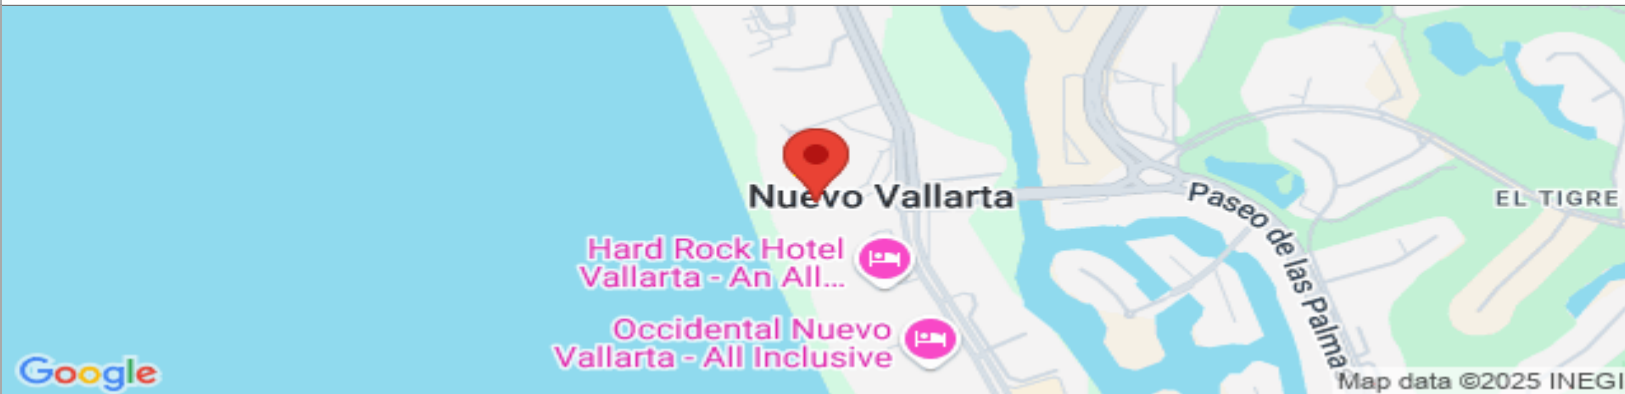 Nuevo Vallarta
Paseo de las Palmas
EL TIGRE
Hard Rock Hotel
Vallarta - An All...
Occidental Nuevo
Vallarta - All Inclusive
Google
Map data ©2025 INEGI